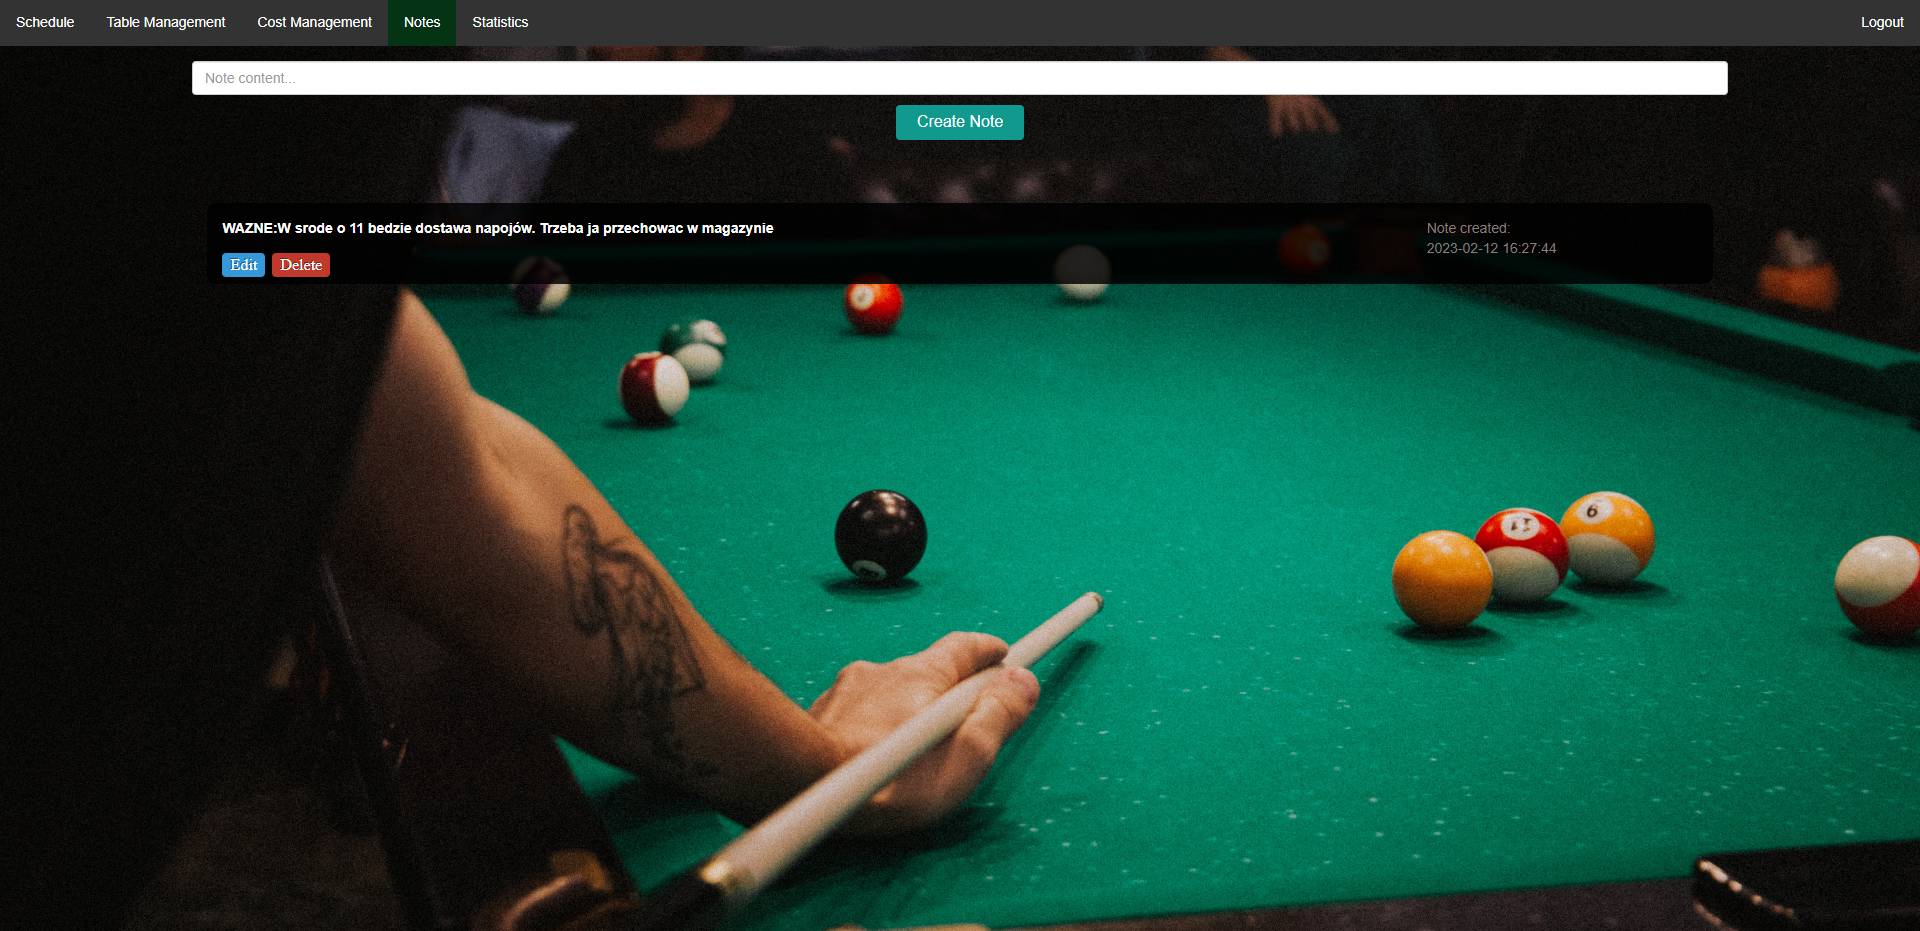 Schedule Table Management Cost Management Notes Statistics Logout
Note content...
Create Note
WAZNE:W srode o 11 bedzie dostawa napojów. Trzeba ja przechowac w magazynie
Note created:
2023-02-12 16:27:44
Edit Delete
6